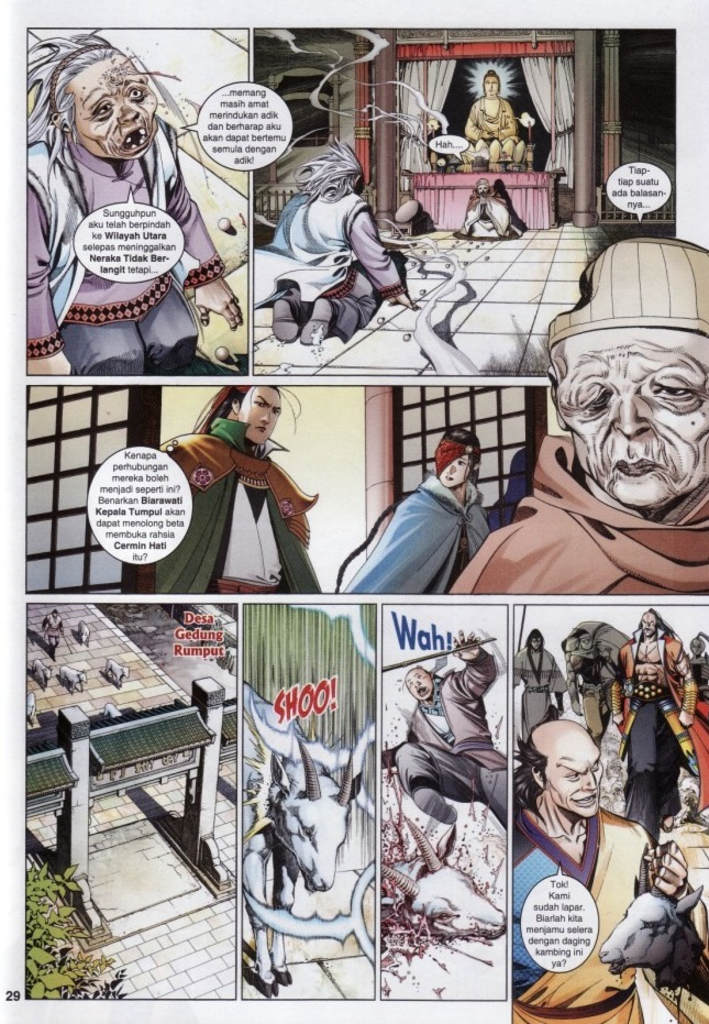 ...memang
masih amat
merindukan adik
dan berharap aku
akan dapat bertemu
semula dengan
adik!
Sungguhpun
aku telah berpindah
ke Wilayah Utara
selepas meninggalkan
Neraka Tidak Ber-
langit tetapi...
Hah....
Tiap-
tiap suatu
ada balasan-
nya...
Kenapa
perhubungan
mereka boleh
menjadi seperti ini?
Benarkan Biarawati
Kepala Tumpul akan
dapat menolong beta
membuka rahsia
Cermin Hati
itu?
Desa
Gedung
Rumput
SHOO!
Wah!
Tok!
Kami
sudah lapar.
Biarlah kita
menjamu selera
dengan daging
kambing ini
ya?
29